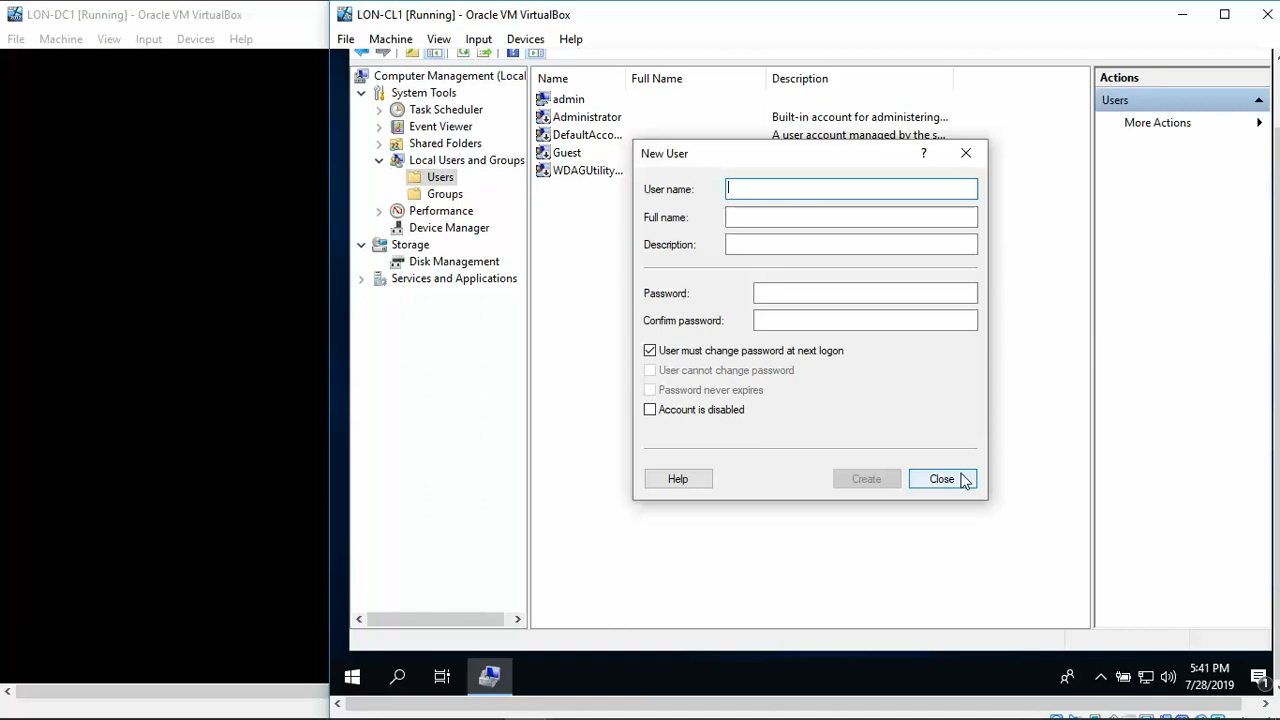 LON-DC1 [Running] - Oracle VM VirtualBox
File Machine View Input Devices Help
LON-CL1 [Running] - Oracle VM VirtualBox
File Machine View Input Devices Help
Computer Management (Local
System Tools
Task Scheduler
Event Viewer
Shared Folders
Local Users and Groups
Users
Groups
Performance
Device Manager
Storage
Disk Management
Services and Applications
Name Full Name Description
admin
Administrator Built-in account for administering...
DefaultAcco... A user account managed by the s...
Guest
WDAGUtility...
Actions
Users
More Actions
New User
?
User name:
Full name:
Description:
Password:
Confirm password:
User must change password at next logon
User cannot change password
Password never expires
Account is disabled
Help Create Close
5:41 PM
7/28/2019
1